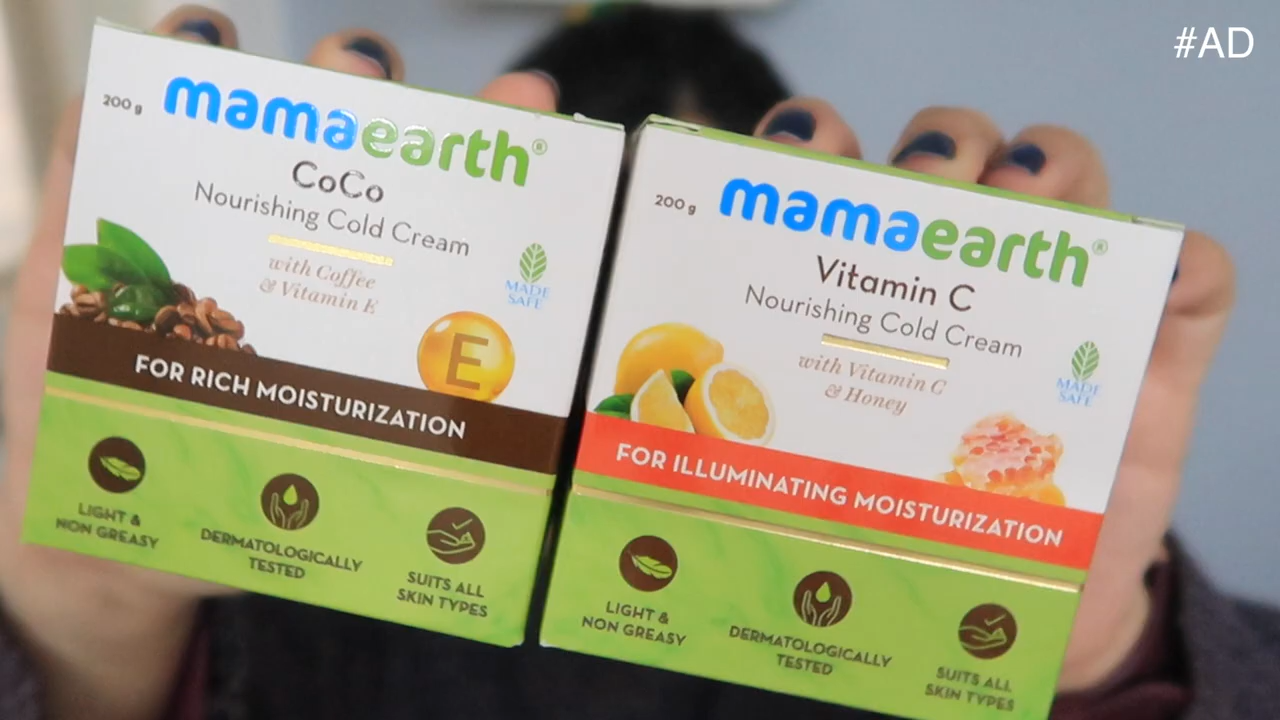 #AD
200 g
mamaearth®
CoCo
Nourishing Cold Cream
with Coffee
& Vitamin E
MADE
SAFE
E
FOR RICH MOISTURIZATION
LIGHT &
NON GREASY
DERMATOLOGICALLY
TESTED
SUITS ALL
SKIN TYPES
200 g
mamaearth®
Vitamin C
Nourishing Cold Cream
with Vitamin C
& Honey
MADE
SAFE
FOR ILLUMINATING MOISTURIZATION
LIGHT &
NON GREASY
DERMATOLOGICALLY
TESTED
SUITS ALL
SKIN TYPES